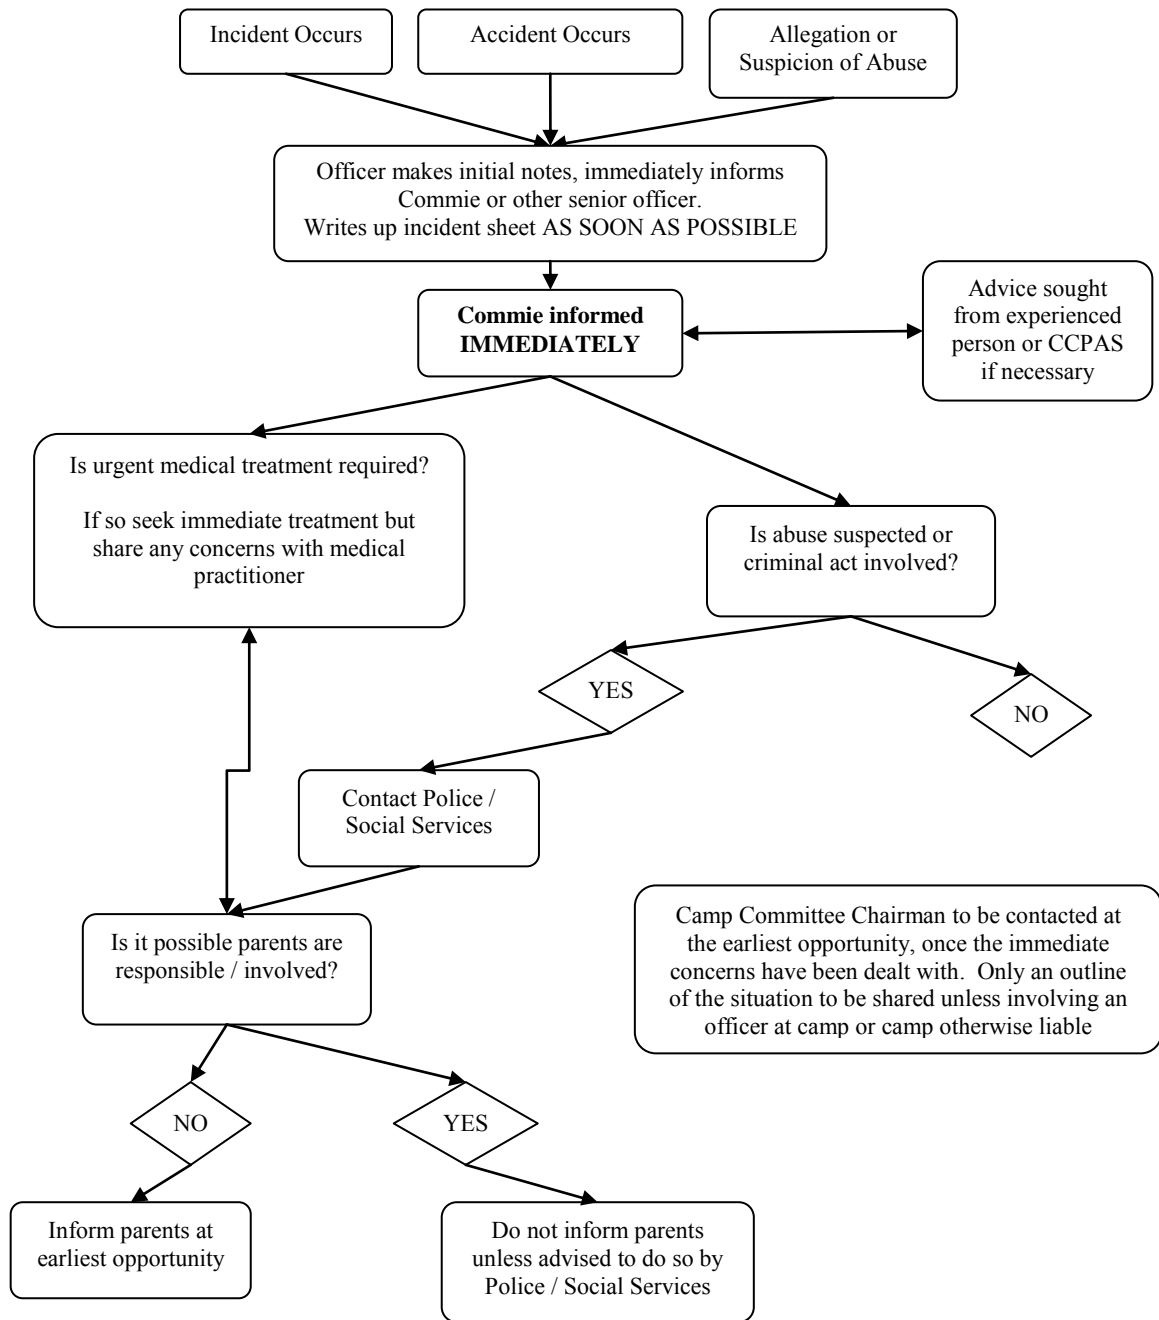 Incident Occurs
Accident Occurs
Allegation or
Suspicion of Abuse
Officer makes initial notes, immediately informs
Commie or other senior officer.
Writes up incident sheet AS SOON AS POSSIBLE
Commie informed
IMMEDIATELY
Advice sought
from experienced
person or CCPAS
if necessary
Is urgent medical treatment required?
If so seek immediate treatment but
share any concerns with medical
practitioner
Is abuse suspected or
criminal act involved?
YES
NO
Contact Police /
Social Services
Is it possible parents are
responsible / involved?
Camp Committee Chairman to be contacted at
the earliest opportunity, once the immediate
concerns have been dealt with.  Only an outline
of the situation to be shared unless involving an
officer at camp or camp otherwise liable
NO
YES
Inform parents at
earliest opportunity
Do not inform parents
unless advised to do so by
Police / Social Services